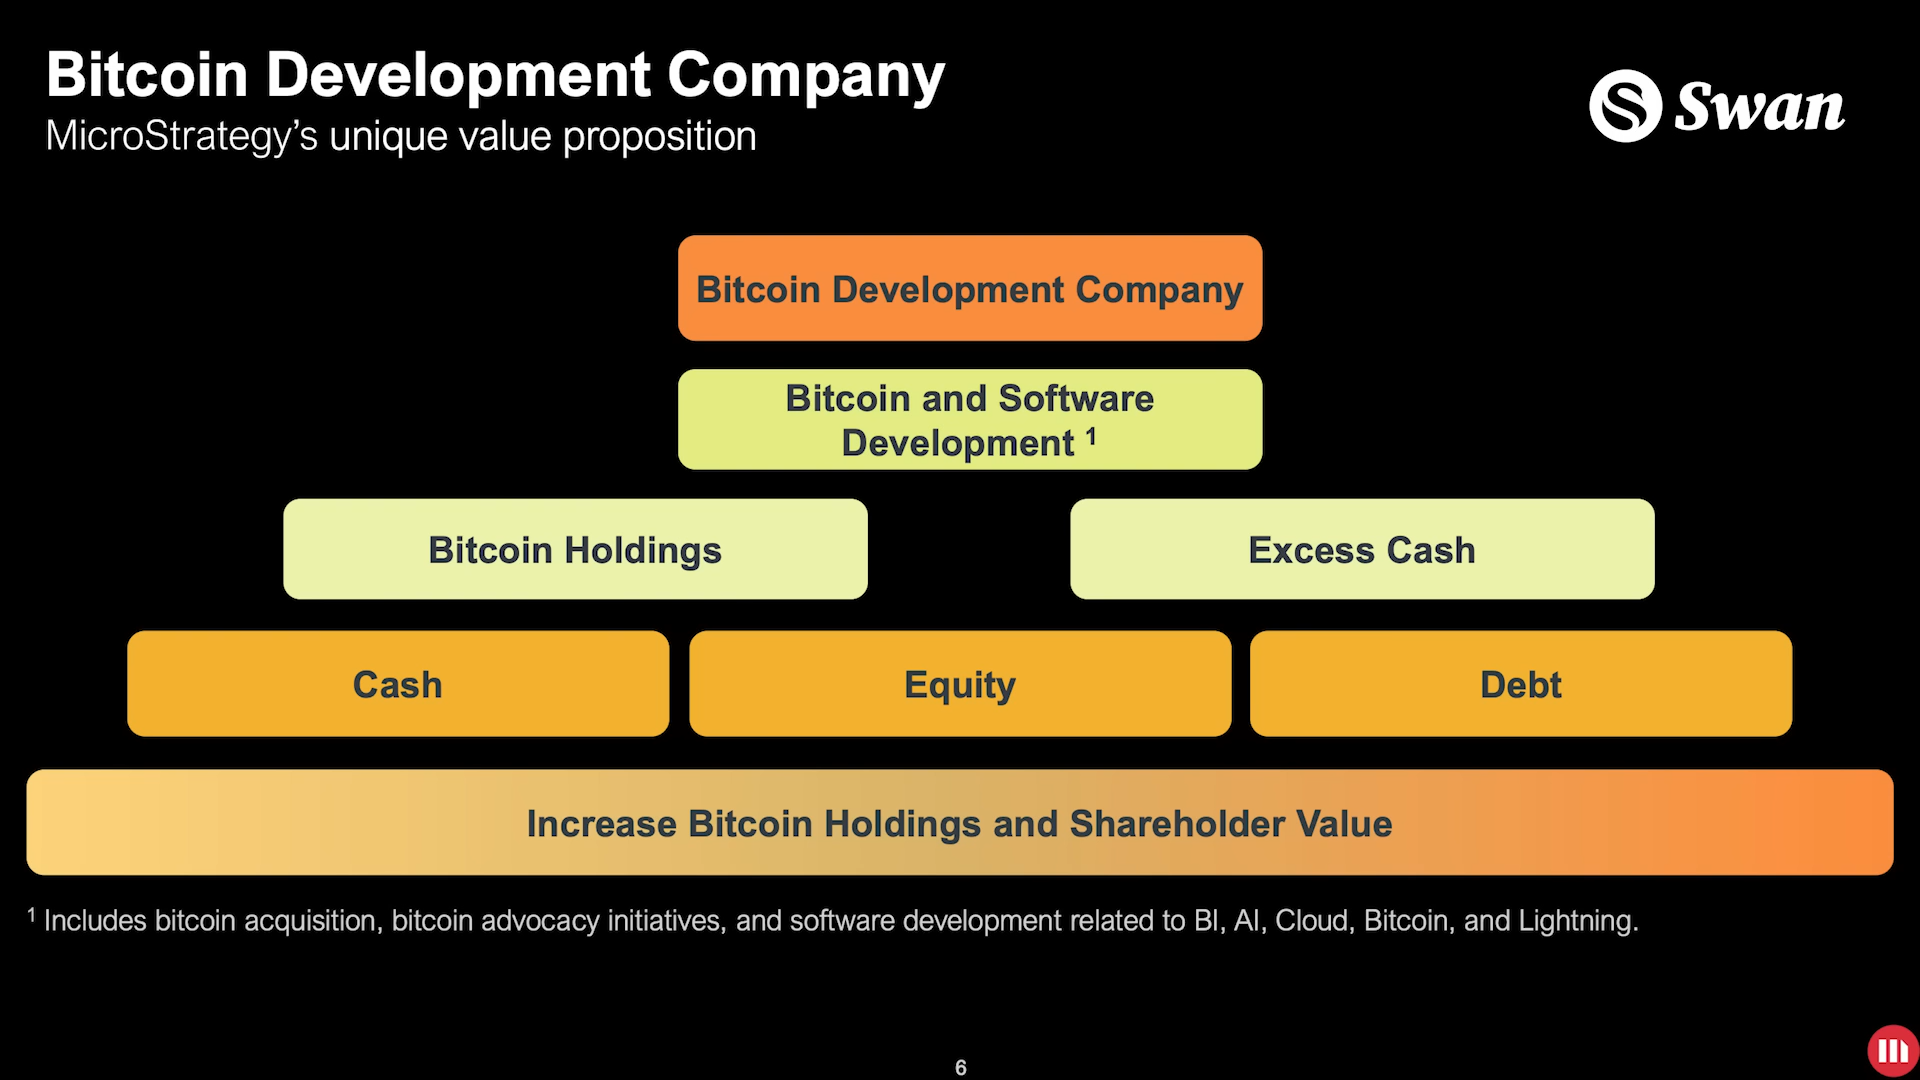 Bitcoin Development Company
MicroStrategy’s unique value proposition
Swan
Bitcoin Development Company
Bitcoin and Software
Development ¹
Bitcoin Holdings
Excess Cash
Cash
Equity
Debt
Increase Bitcoin Holdings and Shareholder Value
¹ Includes bitcoin acquisition, bitcoin advocacy initiatives, and software development related to BI, AI, Cloud, Bitcoin, and Lightning.
6